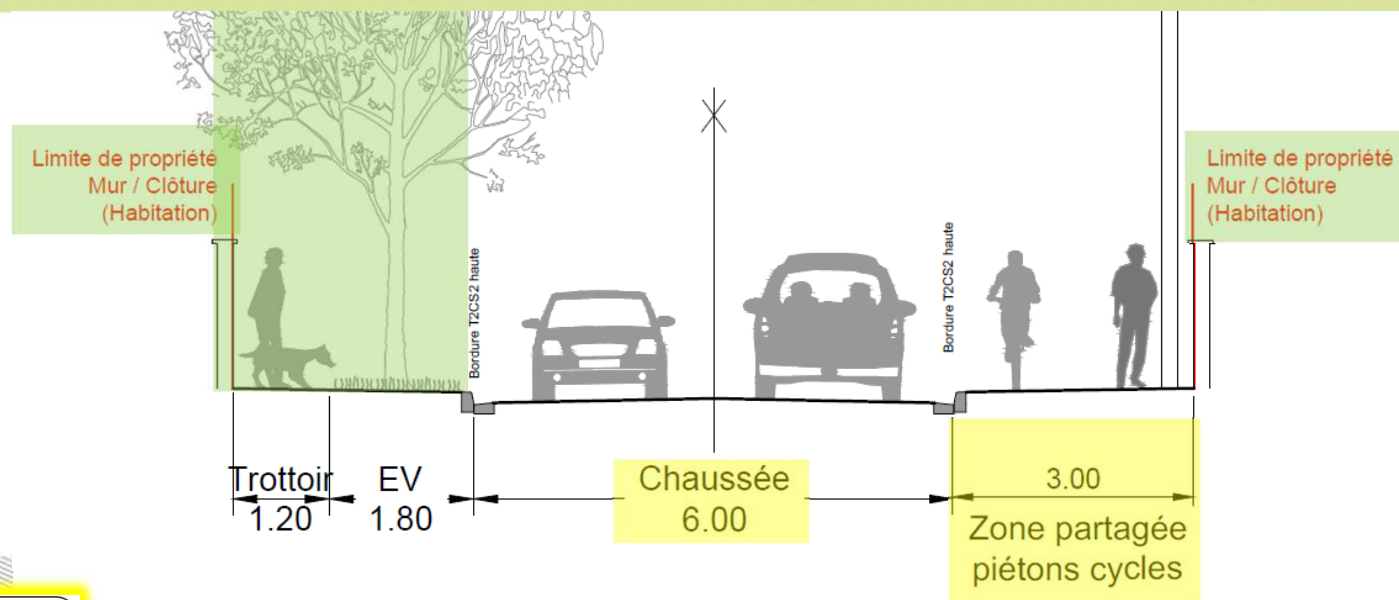 Limite de propriété
Mur / Clôture
(Habitation)
Bordure T2CS2 haute
Bordure T2CS2 haute
Limite de propriété
Mur / Clôture
(Habitation)
Trottoir
1.20
EV
1.80
Chaussée
6.00
3.00
Zone partagée
piétons cycles